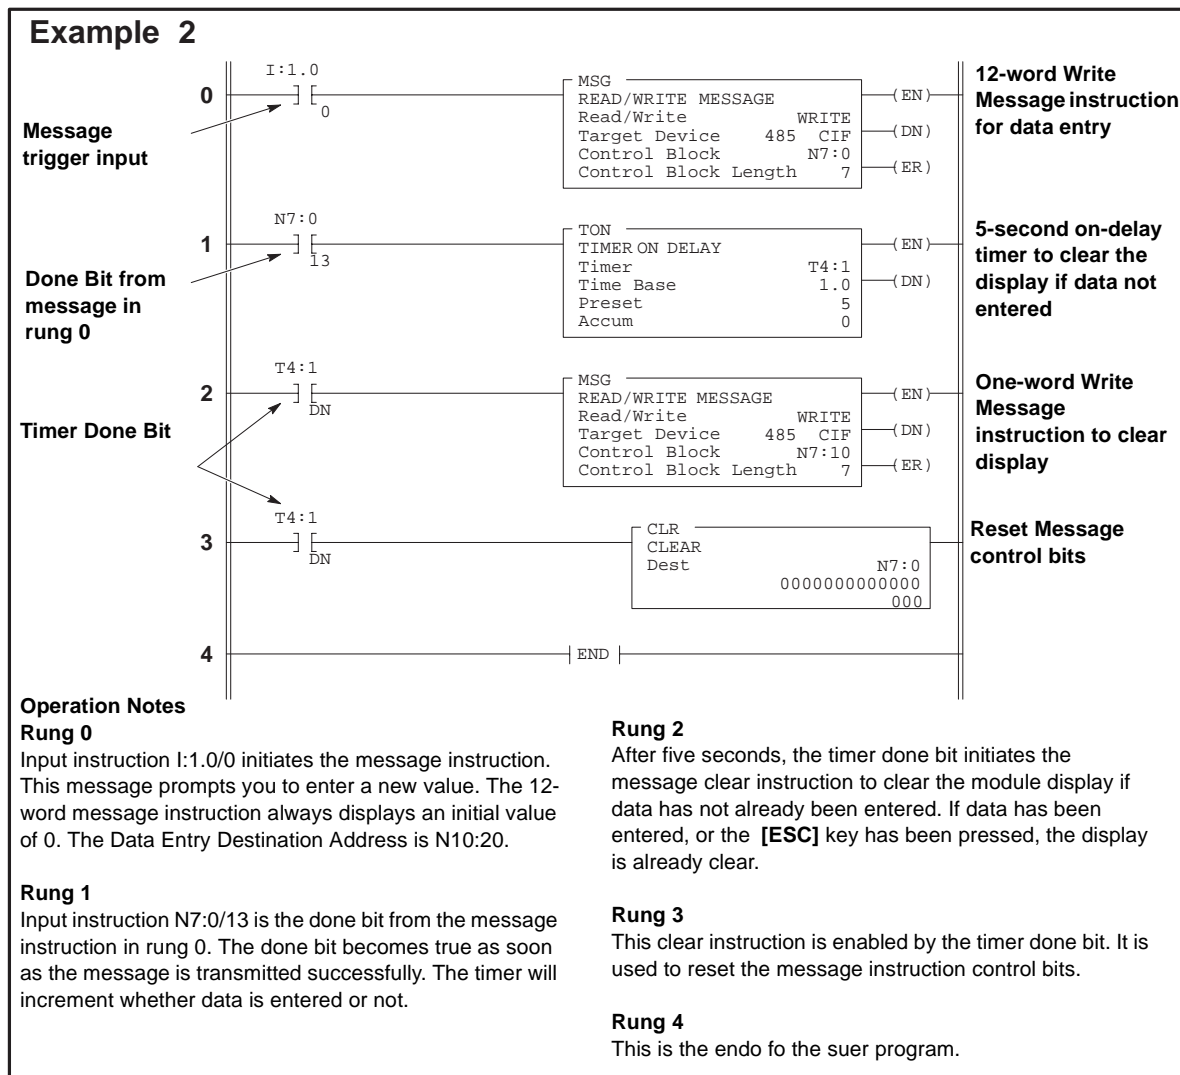 Example 2
I:1.0
0
0
Message
trigger input
MSG
READ/WRITE MESSAGE
Read/Write WRITE
Target Device 485 CIF
Control Block N7:0
Control Block Length 7
(EN)
(DN)
(ER)
12-word Write
Message instruction
for data entry
N7:0
1
13
Done Bit from
message in
rung 0
TON
TIMER ON DELAY
Timer T4:1
Time Base 1.0
Preset 5
Accum 0
(EN)
(DN)
5-second on-delay
timer to clear the
display if data not
entered
T4:1
2
DN
Timer Done Bit
MSG
READ/WRITE MESSAGE
Read/Write WRITE
Target Device 485 CIF
Control Block N7:10
Control Block Length 7
(EN)
(DN)
(ER)
One-word Write
Message
instruction to clear
display
T4:1
3
DN
CLR
CLEAR
Dest N7:0
0000000000000
000
Reset Message
control bits
4
END
Operation Notes
Rung 0
Input instruction I:1.0/0 initiates the message instruction.
This message prompts you to enter a new value. The 12-
word message instruction always displays an initial value
of 0. The Data Entry Destination Address is N10:20.
Rung 1
Input instruction N7:0/13 is the done bit from the message
instruction in rung 0. The done bit becomes true as soon
as the message is transmitted successfully. The timer will
increment whether data is entered or not.
Rung 2
After five seconds, the timer done bit initiates the
message clear instruction to clear the module display if
data has not already been entered. If data has been
entered, or the [ESC] key has been pressed, the display
is already clear.
Rung 3
This clear instruction is enabled by the timer done bit. It is
used to reset the message instruction control bits.
Rung 4
This is the endo fo the suer program.